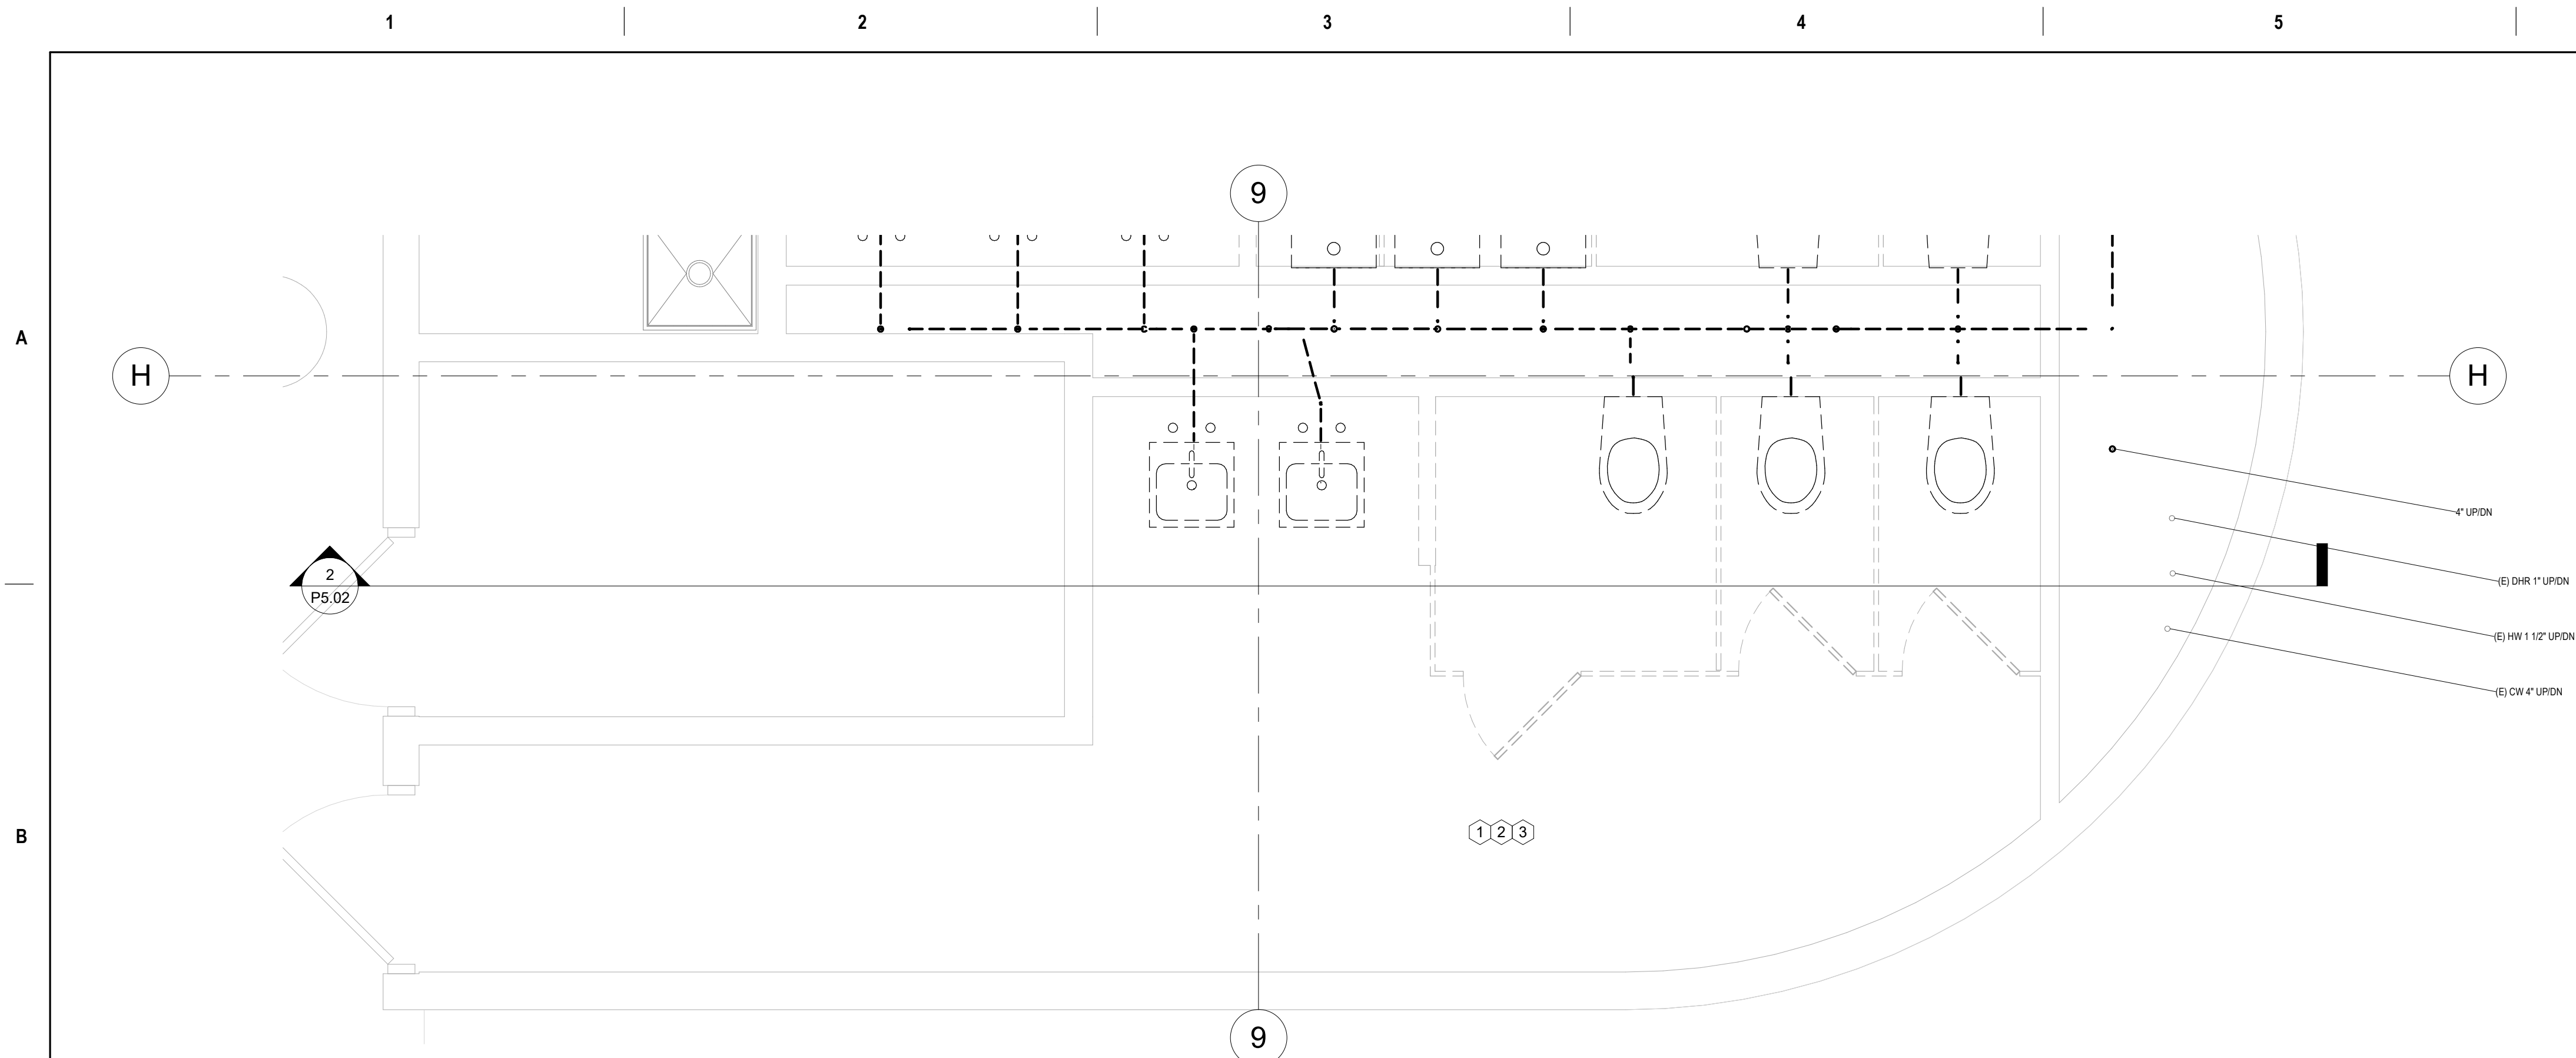 1 2 3 4 5
9
A
H H
4" UP/DN
2
P5.02
(E) DHR 1" UP/DN
(E) HW 1 1/2" UP/DN
(E) CW 4" UP/DN
B
1 2 3
9